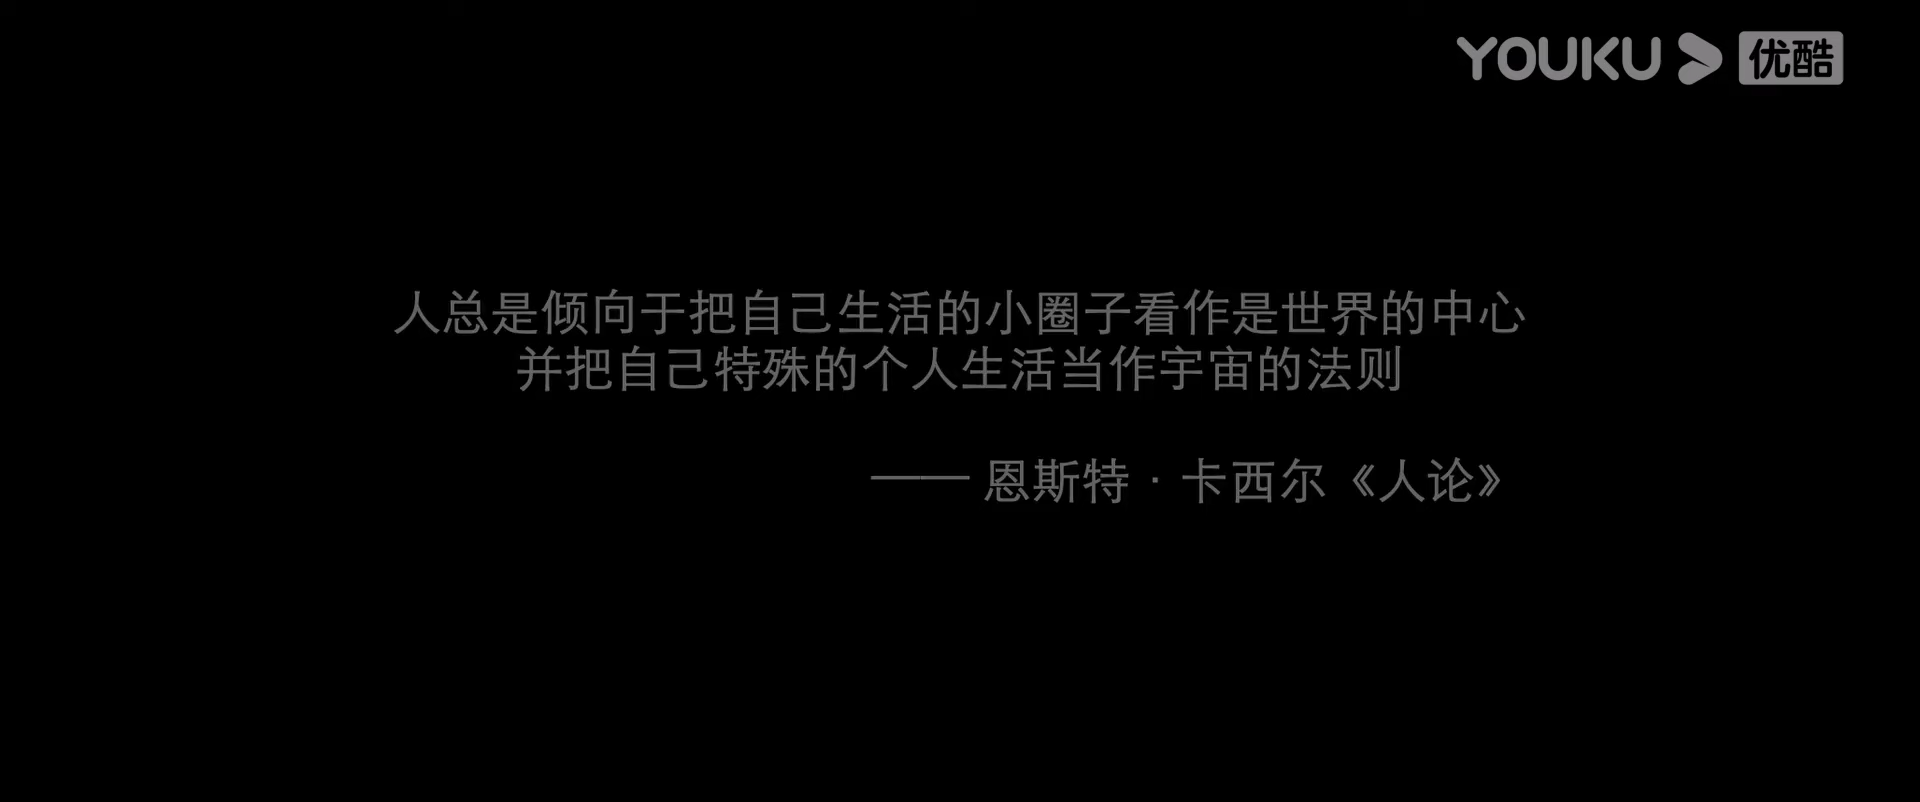 YOUKU 优酷
人总是倾向于把自己生活的小圈子看作是世界的中心
并把自己特殊的个人生活当作宇宙的法则
—— 恩斯特 · 卡西尔《人论》